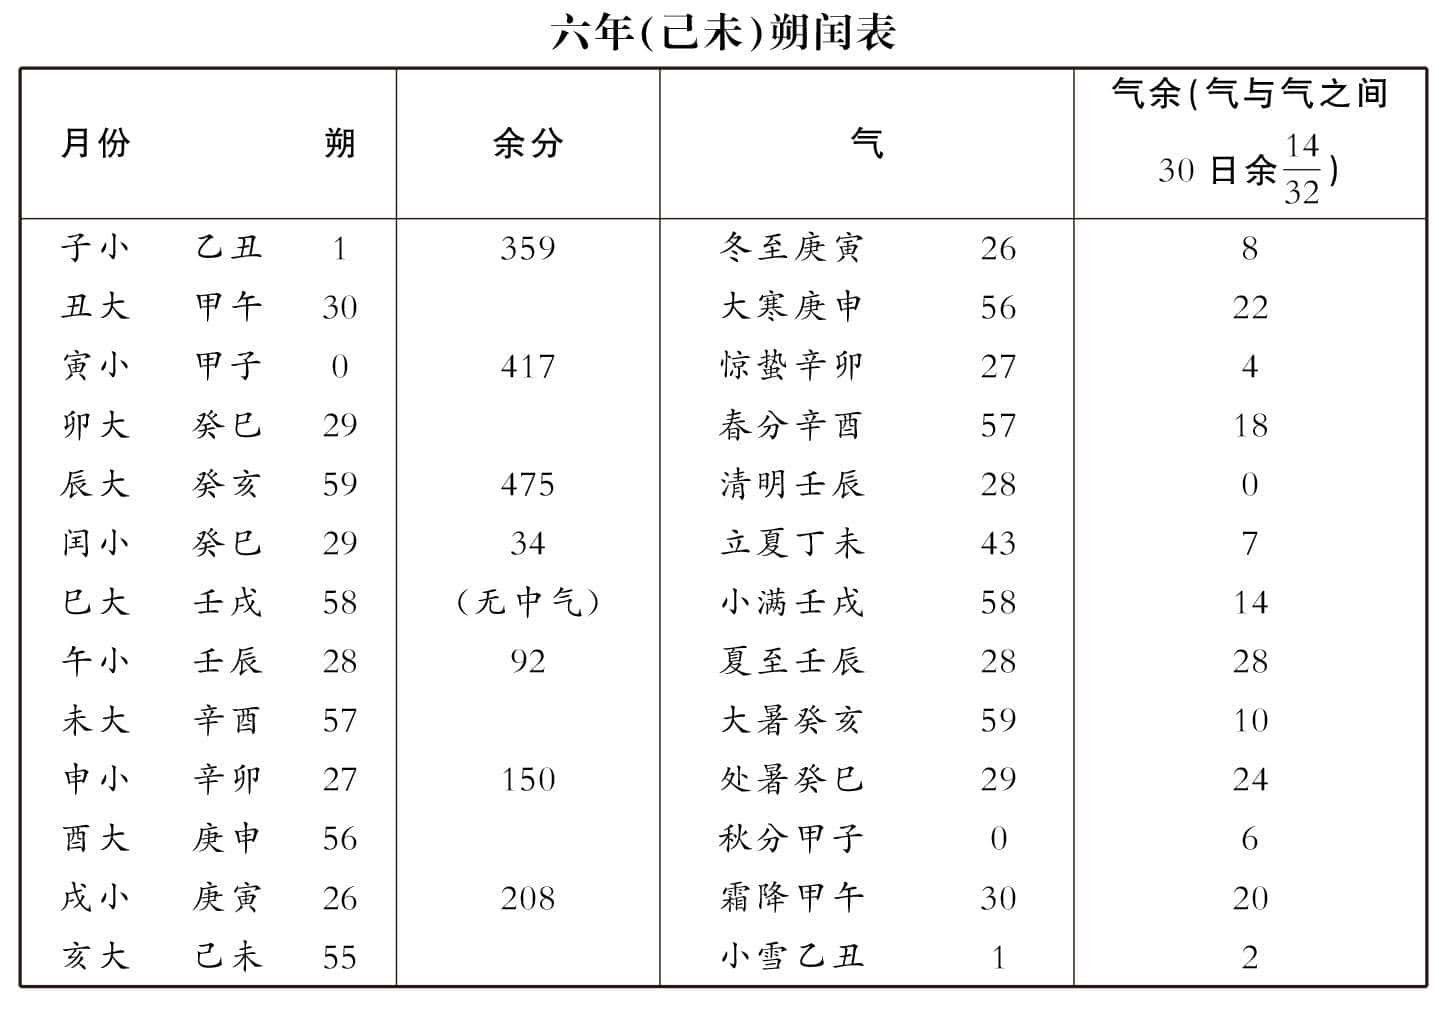 六年(己未)朔闰表
月份 朔 余分 气 气余(气与气之间30日余14/32)
子小 乙丑 1 359 冬至庚寅 26 8
丑大 甲午 30 大寒庚申 56 22
寅小 甲子 0 417 惊蛰辛卯 27 4
卯大 癸巳 29 春分辛酉 57 18
辰大 癸亥 59 475 清明壬辰 28 0
闰小 癸巳 29 34 立夏丁未 43 7
巳大 壬戌 58 (无中气) 小满壬戌 58 14
午小 壬辰 28 92 夏至壬辰 28 28
未大 辛酉 57 大暑癸亥 59 10
申小 辛卯 27 150 处暑癸巳 29 24
酉大 庚申 56 秋分甲子 0 6
戌小 庚寅 26 208 霜降甲午 30 20
亥大 己未 55 小雪乙丑 1 2